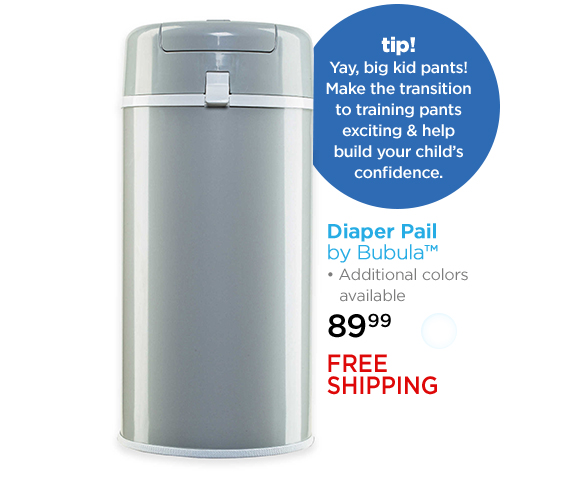 tip!
Yay, big kid pants!
Make the transition
to training pants
exciting & help
build your child's
confidence.
Diaper Pail
by Bubula™
• Additional colors
available
89⁹⁹
FREE
SHIPPING